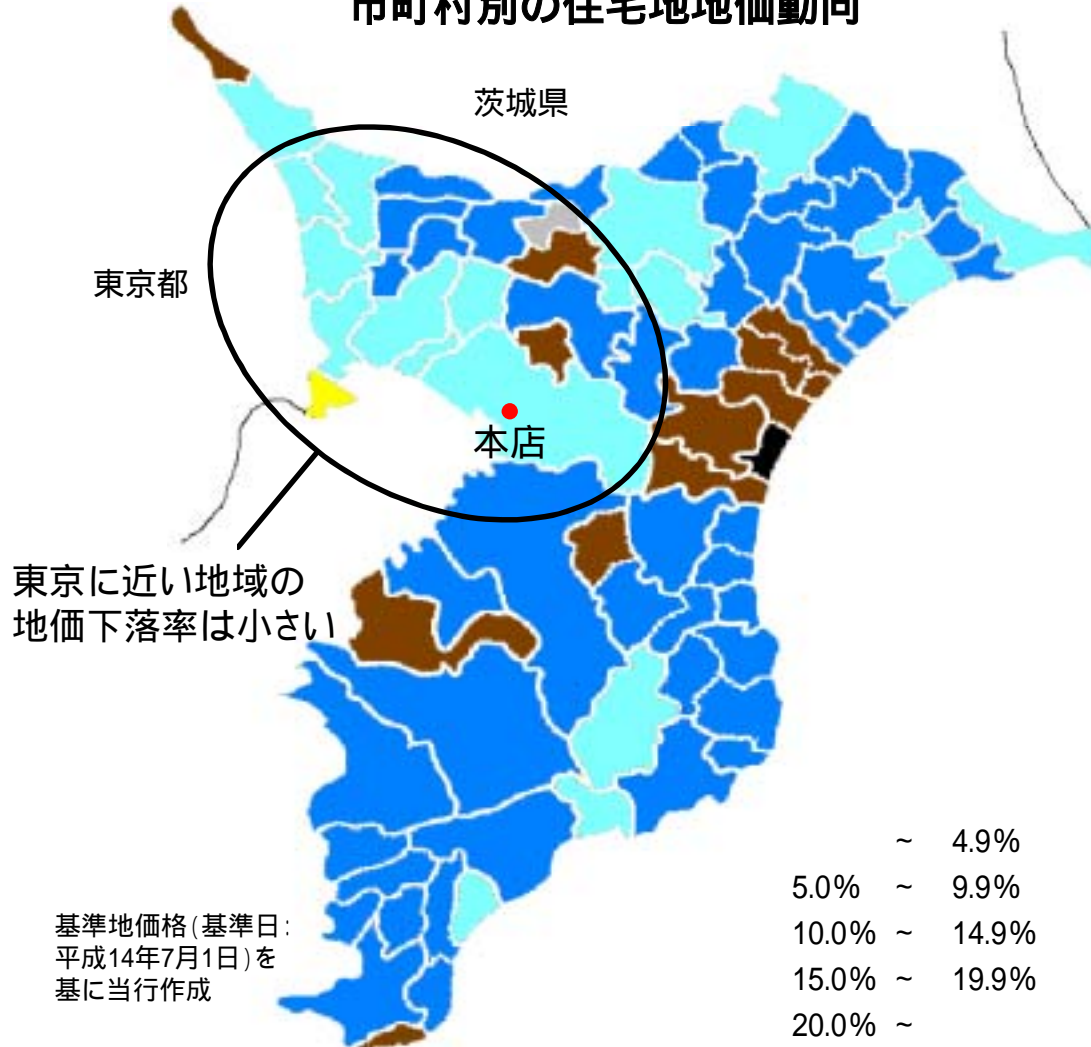 市町村別の住宅地地価動向
茨城県
東京都
本店
東京に近い地域の
地価下落率は小さい
~ 4.9%
5.0% ~ 9.9%
10.0% ~ 14.9%
15.0% ~ 19.9%
20.0% ~
基準地価格(基準日:
平成14年7月1日)を
基に当行作成